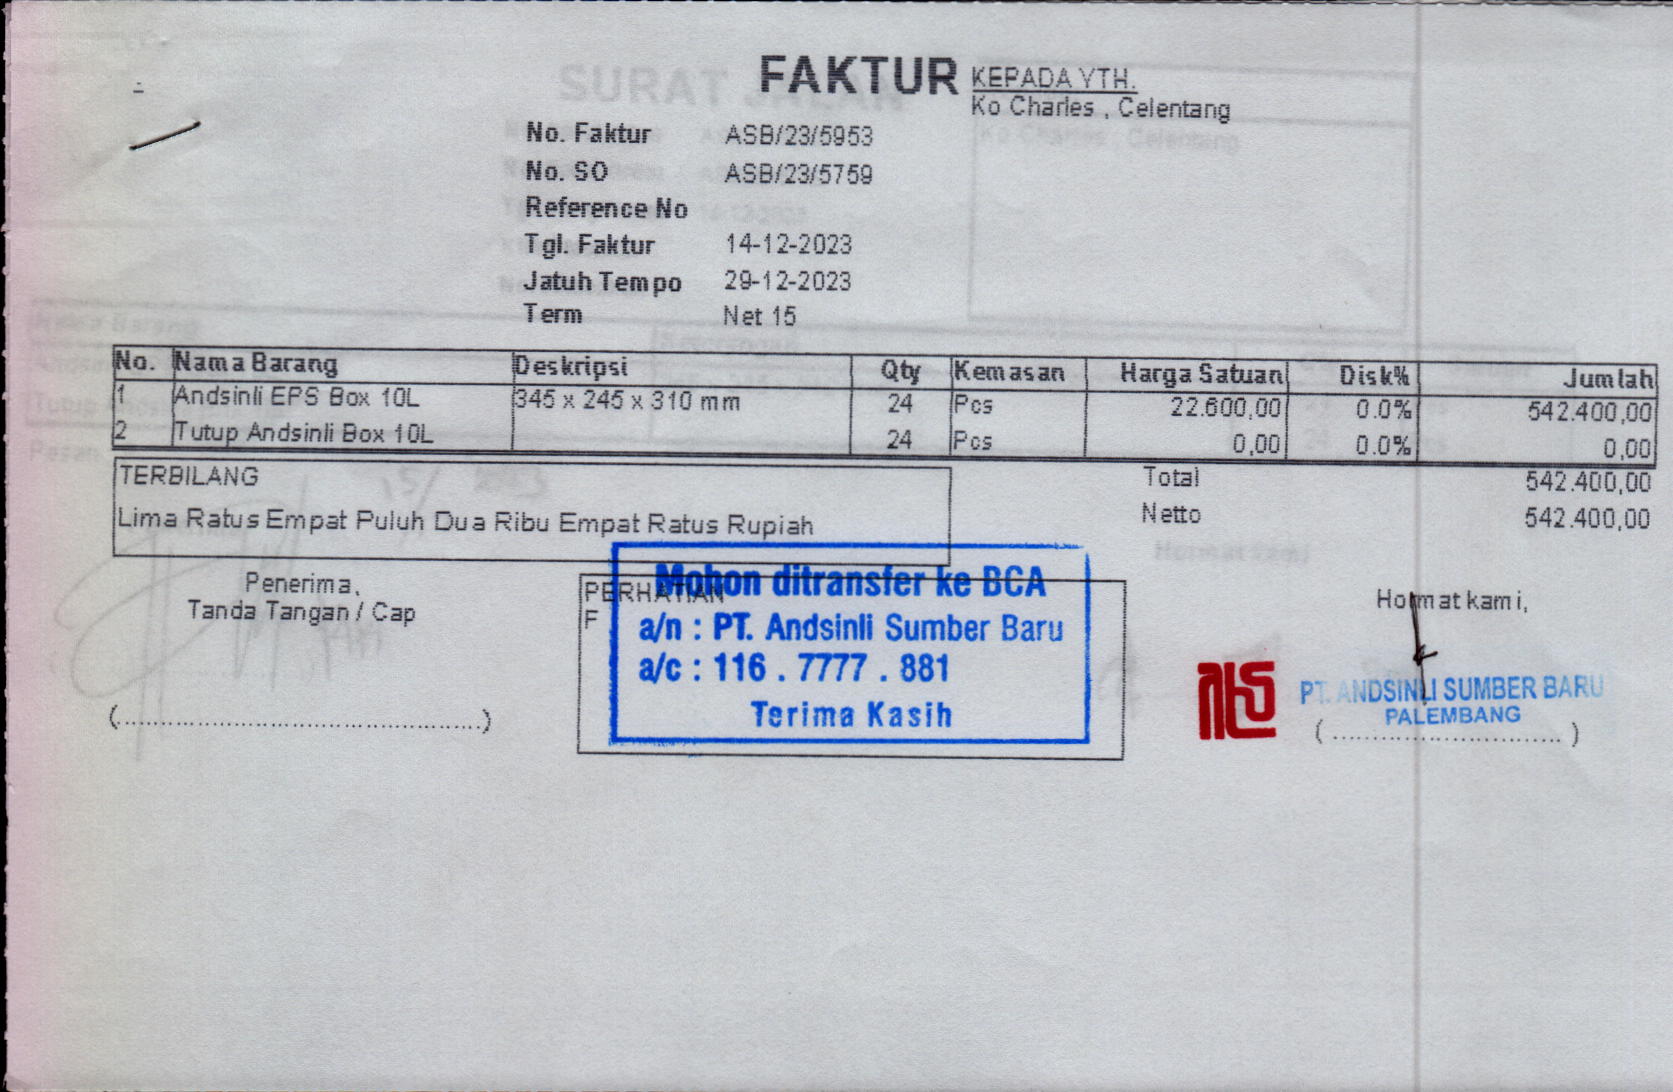 FAKTUR
KEPADA YTH.
Ko Charles , Celentang
No. Faktur ASB/23/5953
No. SO ASB/23/5759
Reference No
Tgl. Faktur 14-12-2023
Jatuh Tempo 29-12-2023
Term Net 15
No. Nama Barang Deskripsi Qty Kemasan Harga Satuan Disk% Jumlah
1 Andsinli EPS Box 10L 345 x 245 x 310 mm 24 Pcs 22.600,00 0.0% 542.400,00
2 Tutup Andsinli Box 10L 24 Pcs 0,00 0.0% 0,00
TERBILANG
Lima Ratus Empat Puluh Dua Ribu Empat Ratus Rupiah
Total 542.400,00
Netto 542.400,00
Penerima,
Tanda Tangan / Cap
(..............................................)
PERHATIAN
F
Mohon ditransfer ke BCA
a/n : PT. Andsinli Sumber Baru
a/c : 116 . 7777 . 881
Terima Kasih
Hormat kami,
PT. ANDSINLI SUMBER BARU
PALEMBANG
( ............................. )